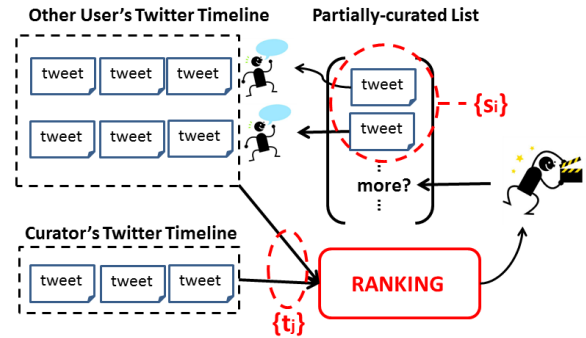 Other User's Twitter Timeline
Partially-curated List
tweet tweet tweet
tweet
tweet tweet tweet
tweet
{si}
⋮
more?
⋮
Curator's Twitter Timeline
tweet tweet tweet
RANKING
{tj}